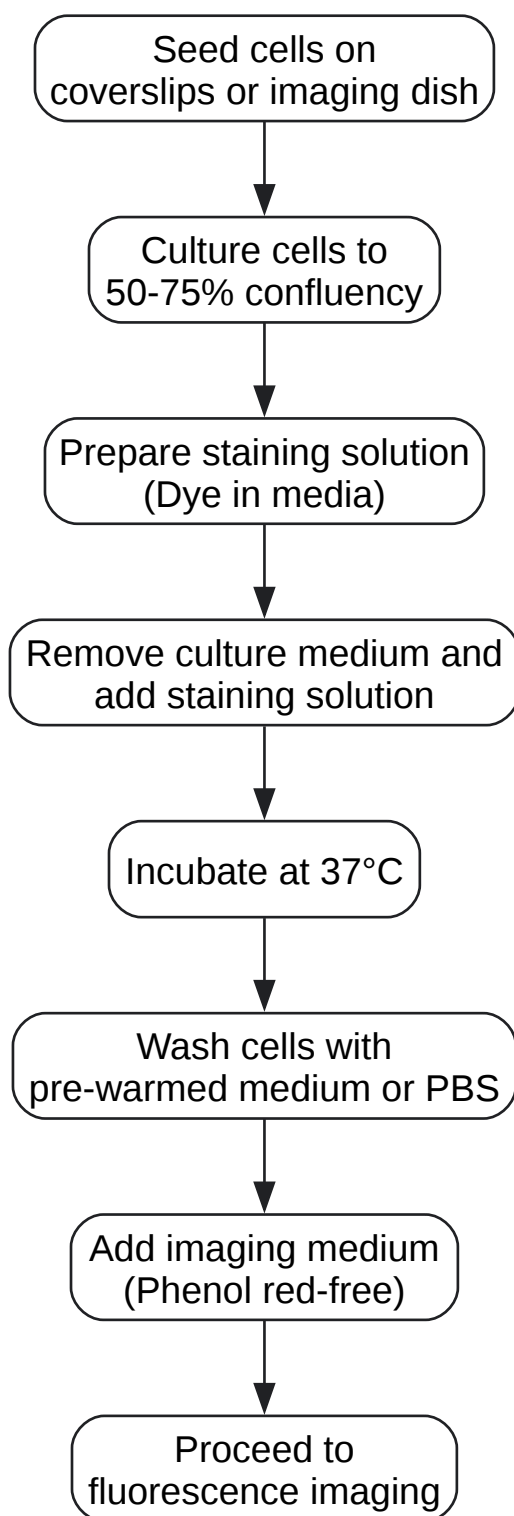 Seed cells on
coverslips or imaging dish
Culture cells to
50-75% confluency
Prepare staining solution
(Dye in media)
Remove culture medium and
add staining solution
Incubate at 37°C
Wash cells with
pre-warmed medium or PBS
Add imaging medium
(Phenol red-free)
Proceed to
fluorescence imaging